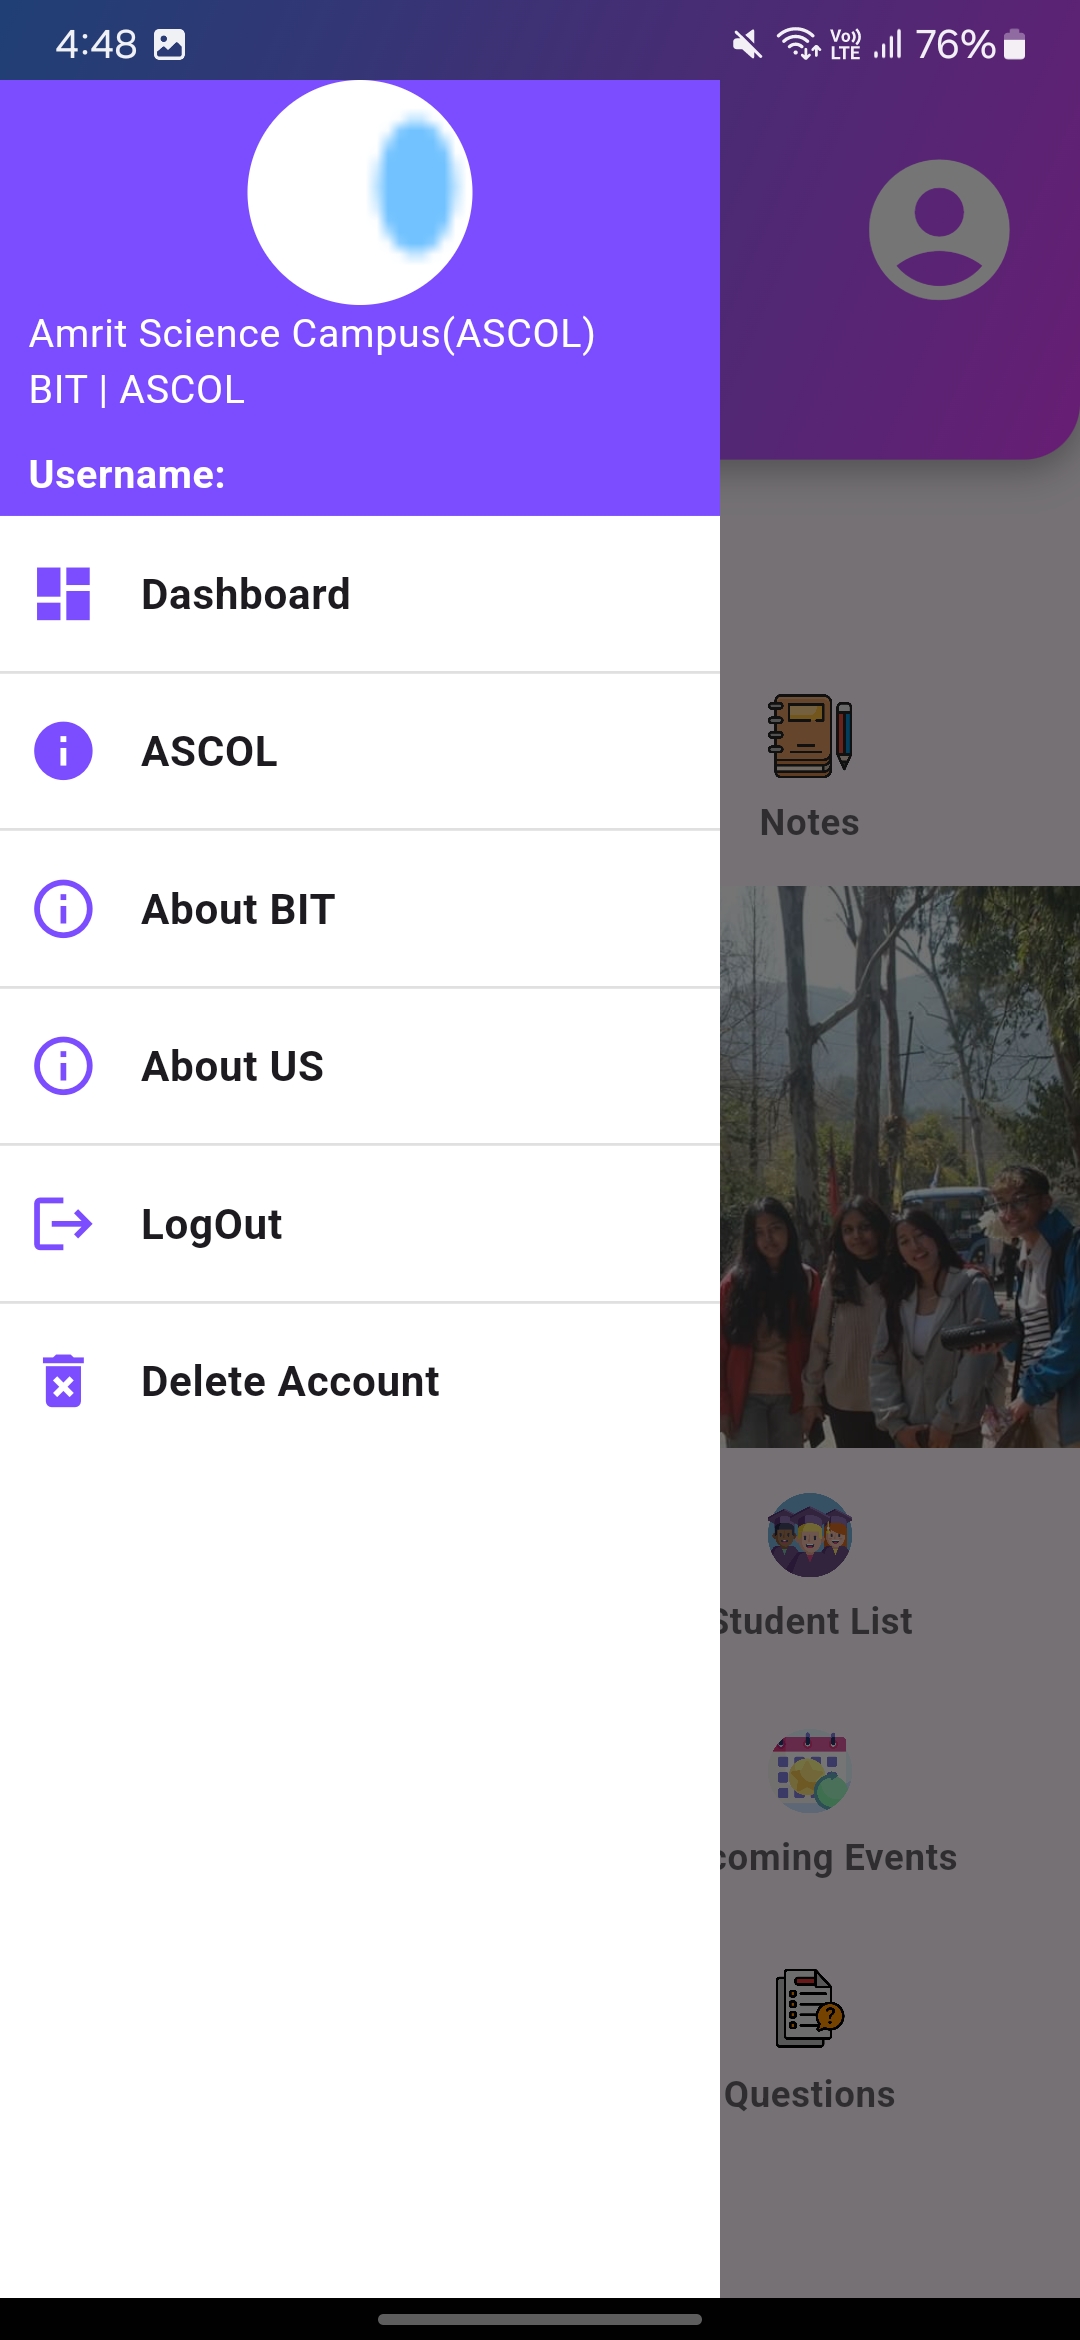 4:48 Vo)) LTE 76%
Amrit Science Campus(ASCOL)
BIT | ASCOL
Username:
Dashboard
ASCOL
About BIT
About US
LogOut
Delete Account
Notes
Student List
coming Events
Questions